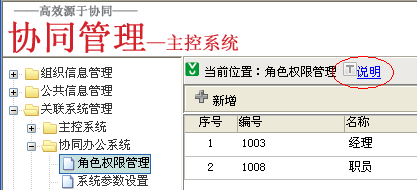 ——高效源于协同——
协同管理—主控系统
组织信息管理
公共信息管理
关联系统管理
主控系统
协同办公系统
角色权限管理
系统参数设置
当前位置：角色权限管理 T 说明
新增
序号 编号 名称
1 1003 经理
2 1008 职员